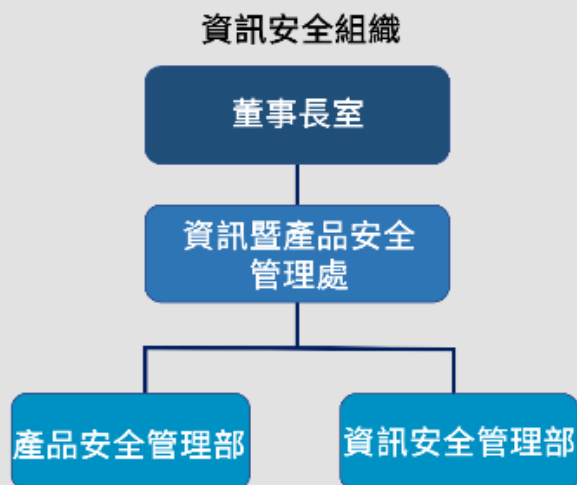 資訊安全組織
董事長室
資訊暨產品安全
管理處
產品安全管理部
資訊安全管理部